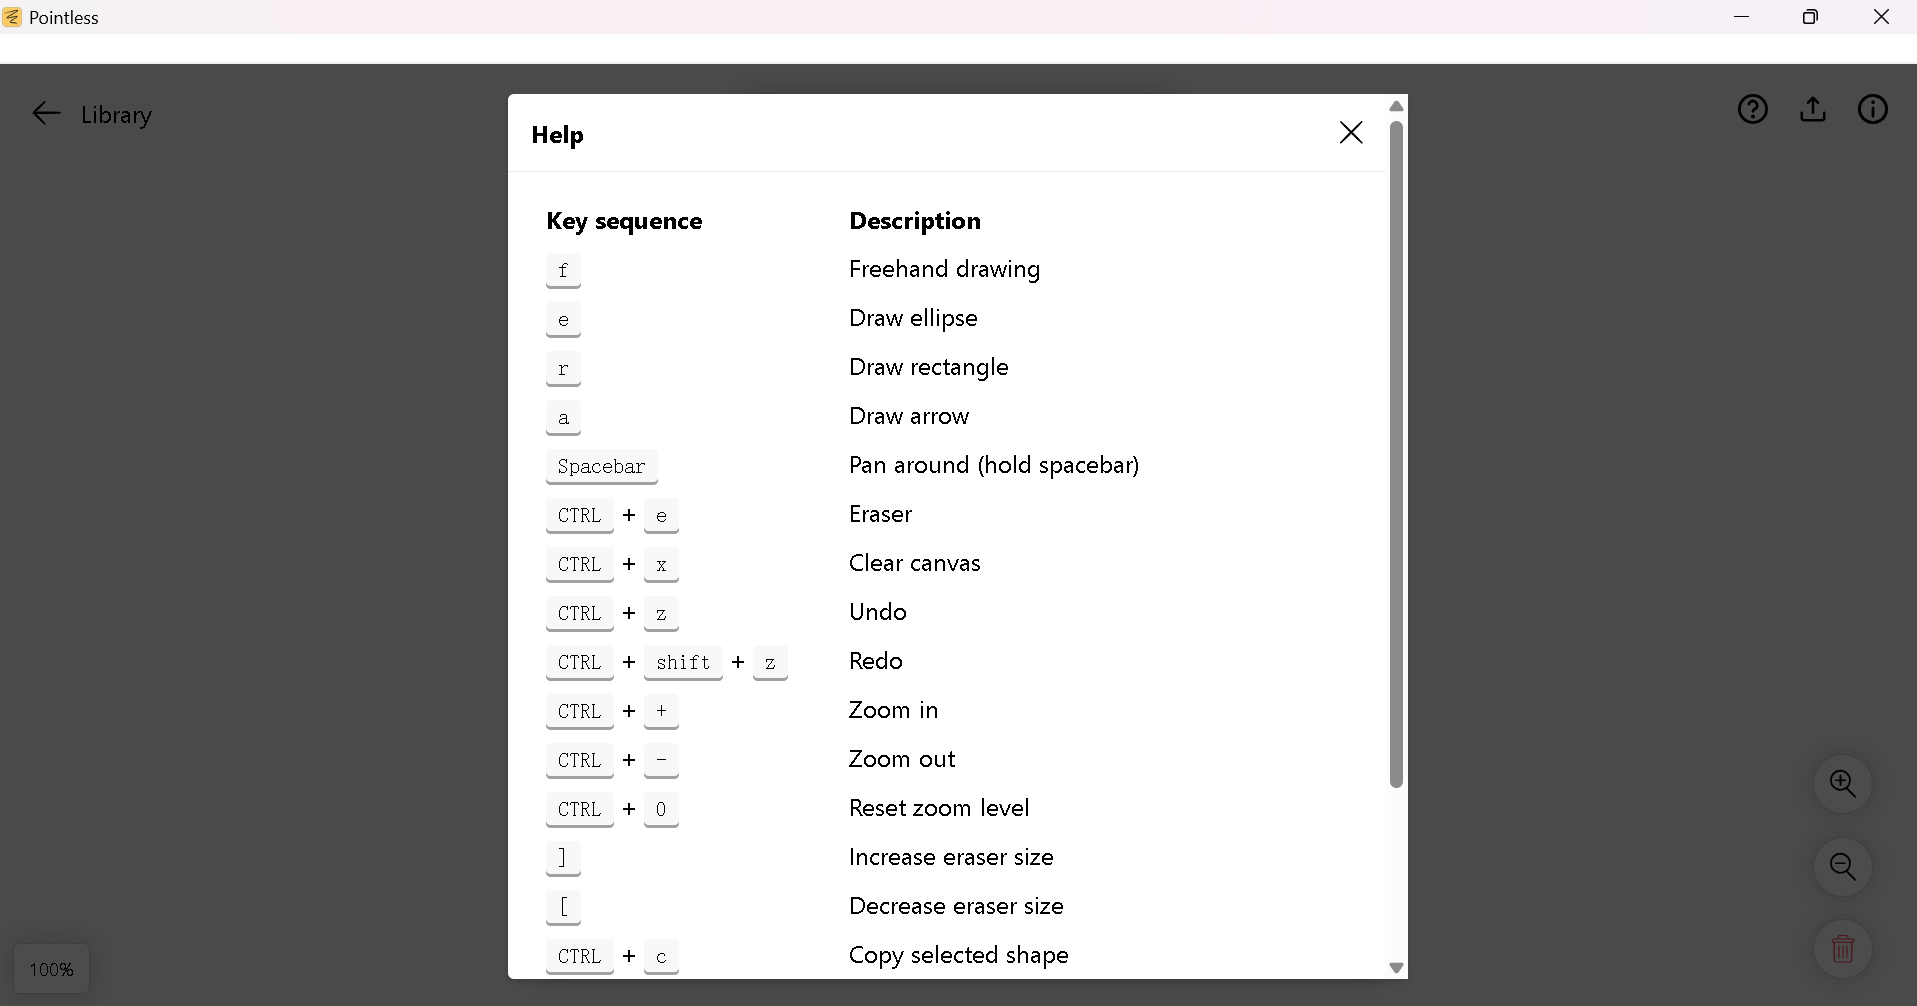 Pointless
Library
Help
Key sequence Description
f Freehand drawing
e Draw ellipse
r Draw rectangle
a Draw arrow
Spacebar Pan around (hold spacebar)
CTRL + e Eraser
CTRL + x Clear canvas
CTRL + z Undo
CTRL + shift + z Redo
CTRL + + Zoom in
CTRL + - Zoom out
CTRL + 0 Reset zoom level
] Increase eraser size
[ Decrease eraser size
CTRL + c Copy selected shape
100%